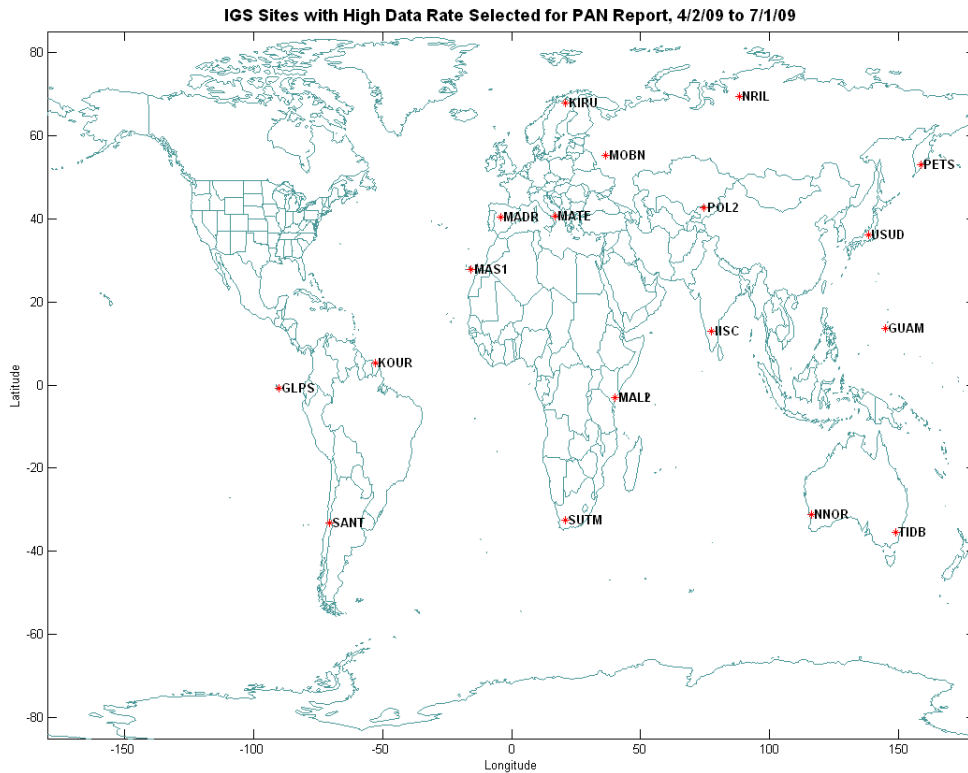 IGS Sites with High Data Rate Selected for PAN Report, 4/2/09 to 7/1/09
80
60
40
20
0
-20
-40
-60
-80
Latitude
KIRU
NRIL
MOBN
PETS
POL2
MADR
MATE
USUD
MAS1
IISC
GUAM
KOUR
GLPS
SANT
SUTM
NNOR
TIDB
-150
-100
-50
0
50
100
150
Longitude